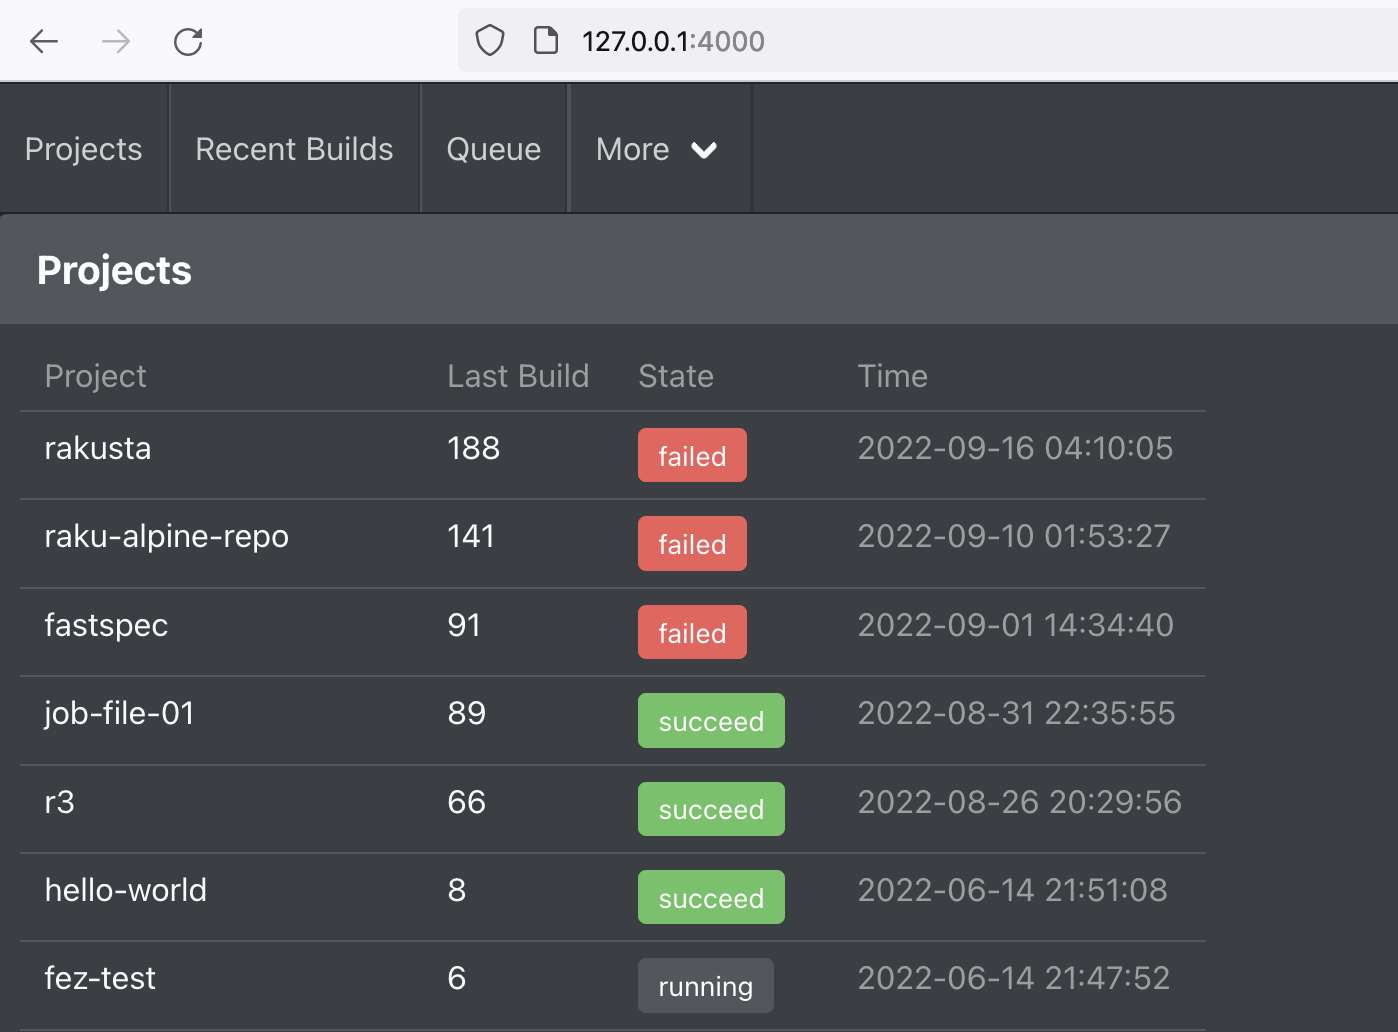 127.0.0.1:4000
Projects Recent Builds Queue More
Projects
Project Last Build State Time
rakusta 188 failed 2022-09-16 04:10:05
raku-alpine-repo 141 failed 2022-09-10 01:53:27
fastspec 91 failed 2022-09-01 14:34:40
job-file-01 89 succeed 2022-08-31 22:35:55
r3 66 succeed 2022-08-26 20:29:56
hello-world 8 succeed 2022-06-14 21:51:08
fez-test 6 running 2022-06-14 21:47:52